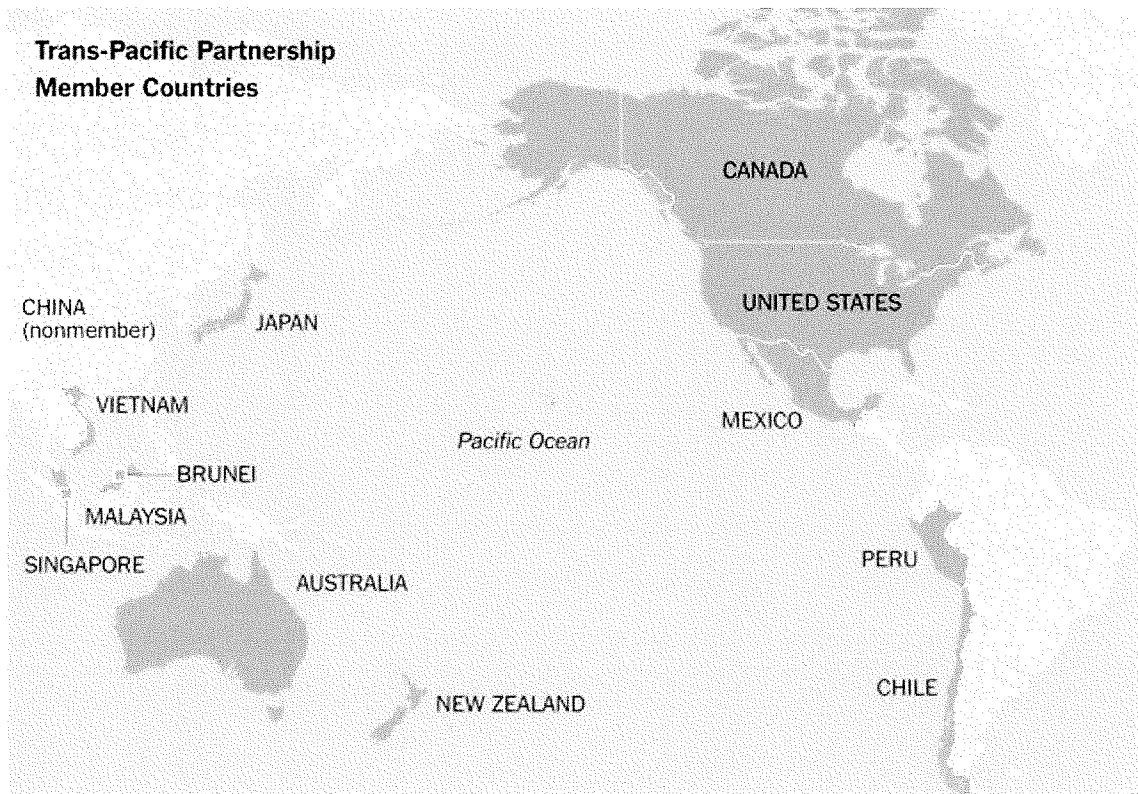 Trans-Pacific Partnership
Member Countries
CANADA
UNITED STATES
CHINA
(nonmember)
JAPAN
VIETNAM
MEXICO
Pacific Ocean
BRUNEI
MALAYSIA
SINGAPORE
PERU
AUSTRALIA
CHILE
NEW ZEALAND